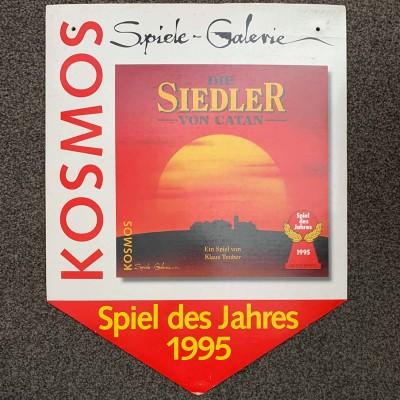 KOSMOS
Spiele-Galerie
DIE
SIEDLER
VON CATAN
Spiel
des
Jahres
1995
Ein Spiel von
Klaus Teuber
KOSMOS
Spiele-Galerie
Spiel des Jahres
1995